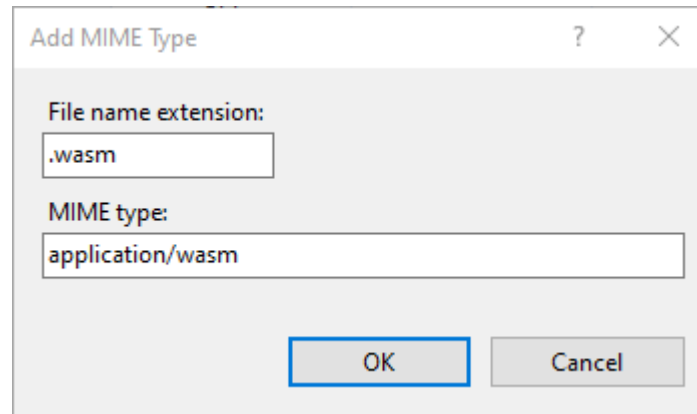 Add MIME Type
?
File name extension:
.wasm
MIME type:
application/wasm
OK
Cancel